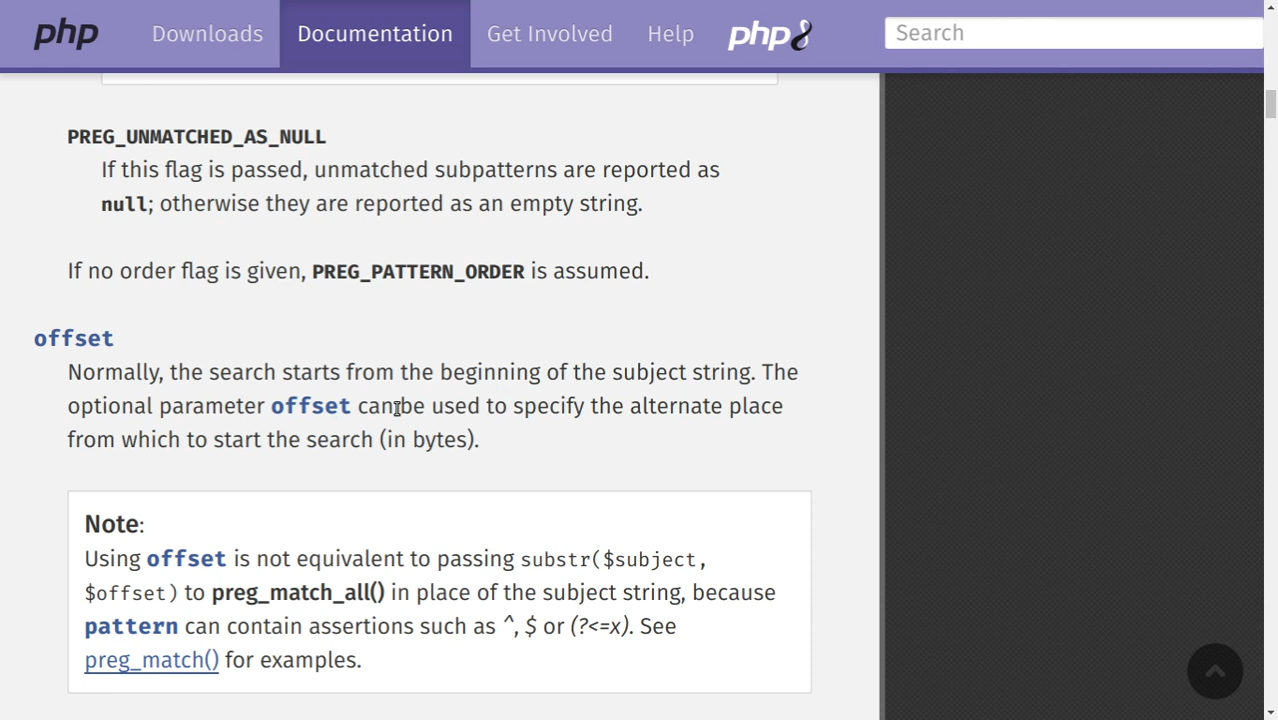 php Downloads Documentation Get Involved Help php8 Search
PREG_UNMATCHED_AS_NULL
If this flag is passed, unmatched subpatterns are reported as
null; otherwise they are reported as an empty string.
If no order flag is given, PREG_PATTERN_ORDER is assumed.
offset
Normally, the search starts from the beginning of the subject string. The
optional parameter offset can be used to specify the alternate place
from which to start the search (in bytes).
Note:
Using offset is not equivalent to passing substr($subject,
$offset) to preg_match_all() in place of the subject string, because
pattern can contain assertions such as ^, $ or (?<=x). See
preg_match() for examples.